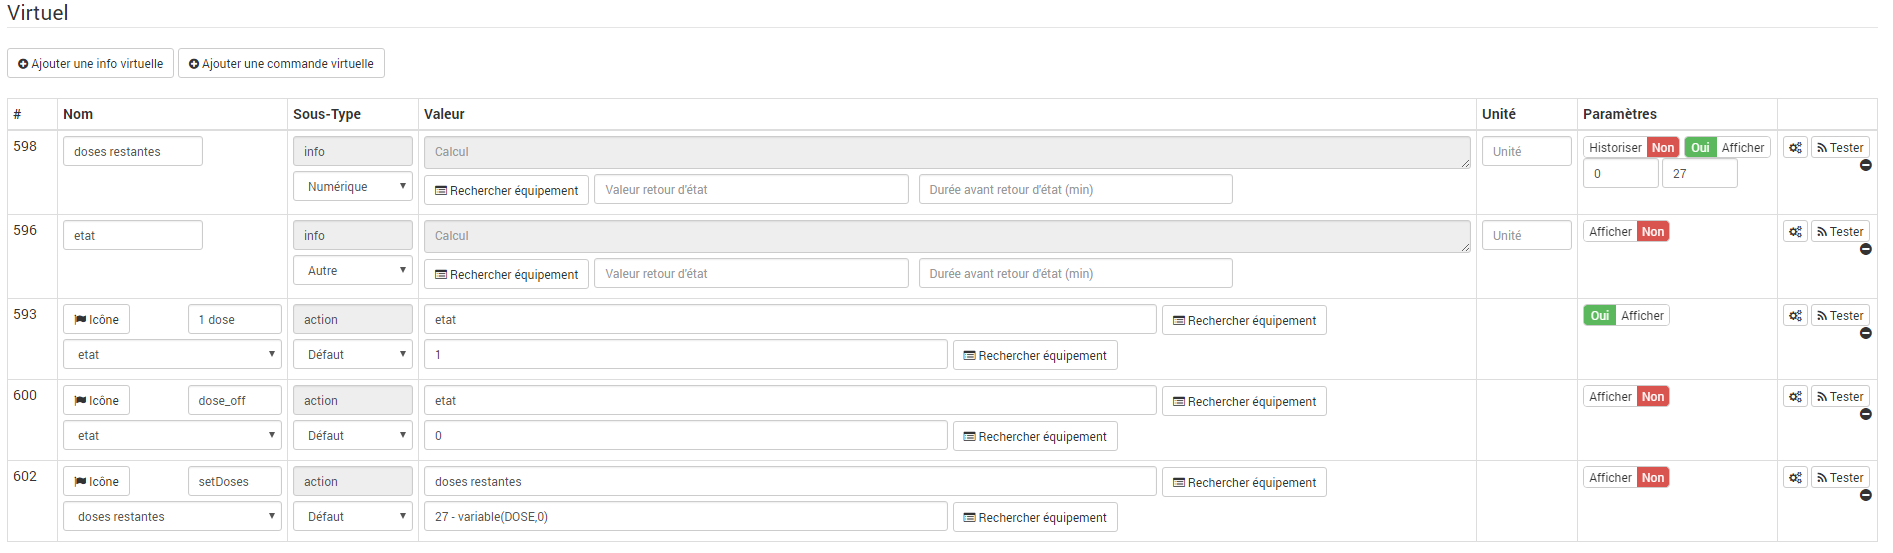 Virtuel
Ajouter une info virtuelle Ajouter une commande virtuelle
# Nom Sous-Type Valeur Unité Paramètres
598 doses restantes info Calcul Unité Historiser Non Oui Afficher Tester
Numérique Rechercher équipement Valeur retour d'état Durée avant retour d'état (min) 0 27
596 etat info Calcul Unité Afficher Non Tester
Autre Rechercher équipement Valeur retour d'état Durée avant retour d'état (min)
593 Icône 1 dose action etat Rechercher équipement Oui Afficher Tester
etat Défaut 1 Rechercher équipement
600 Icône dose_off action etat Rechercher équipement Afficher Non Tester
etat Défaut 0 Rechercher équipement
602 Icône setDoses action doses restantes Rechercher équipement Afficher Non Tester
doses restantes Défaut 27 - variable(DOSE,0) Rechercher équipement